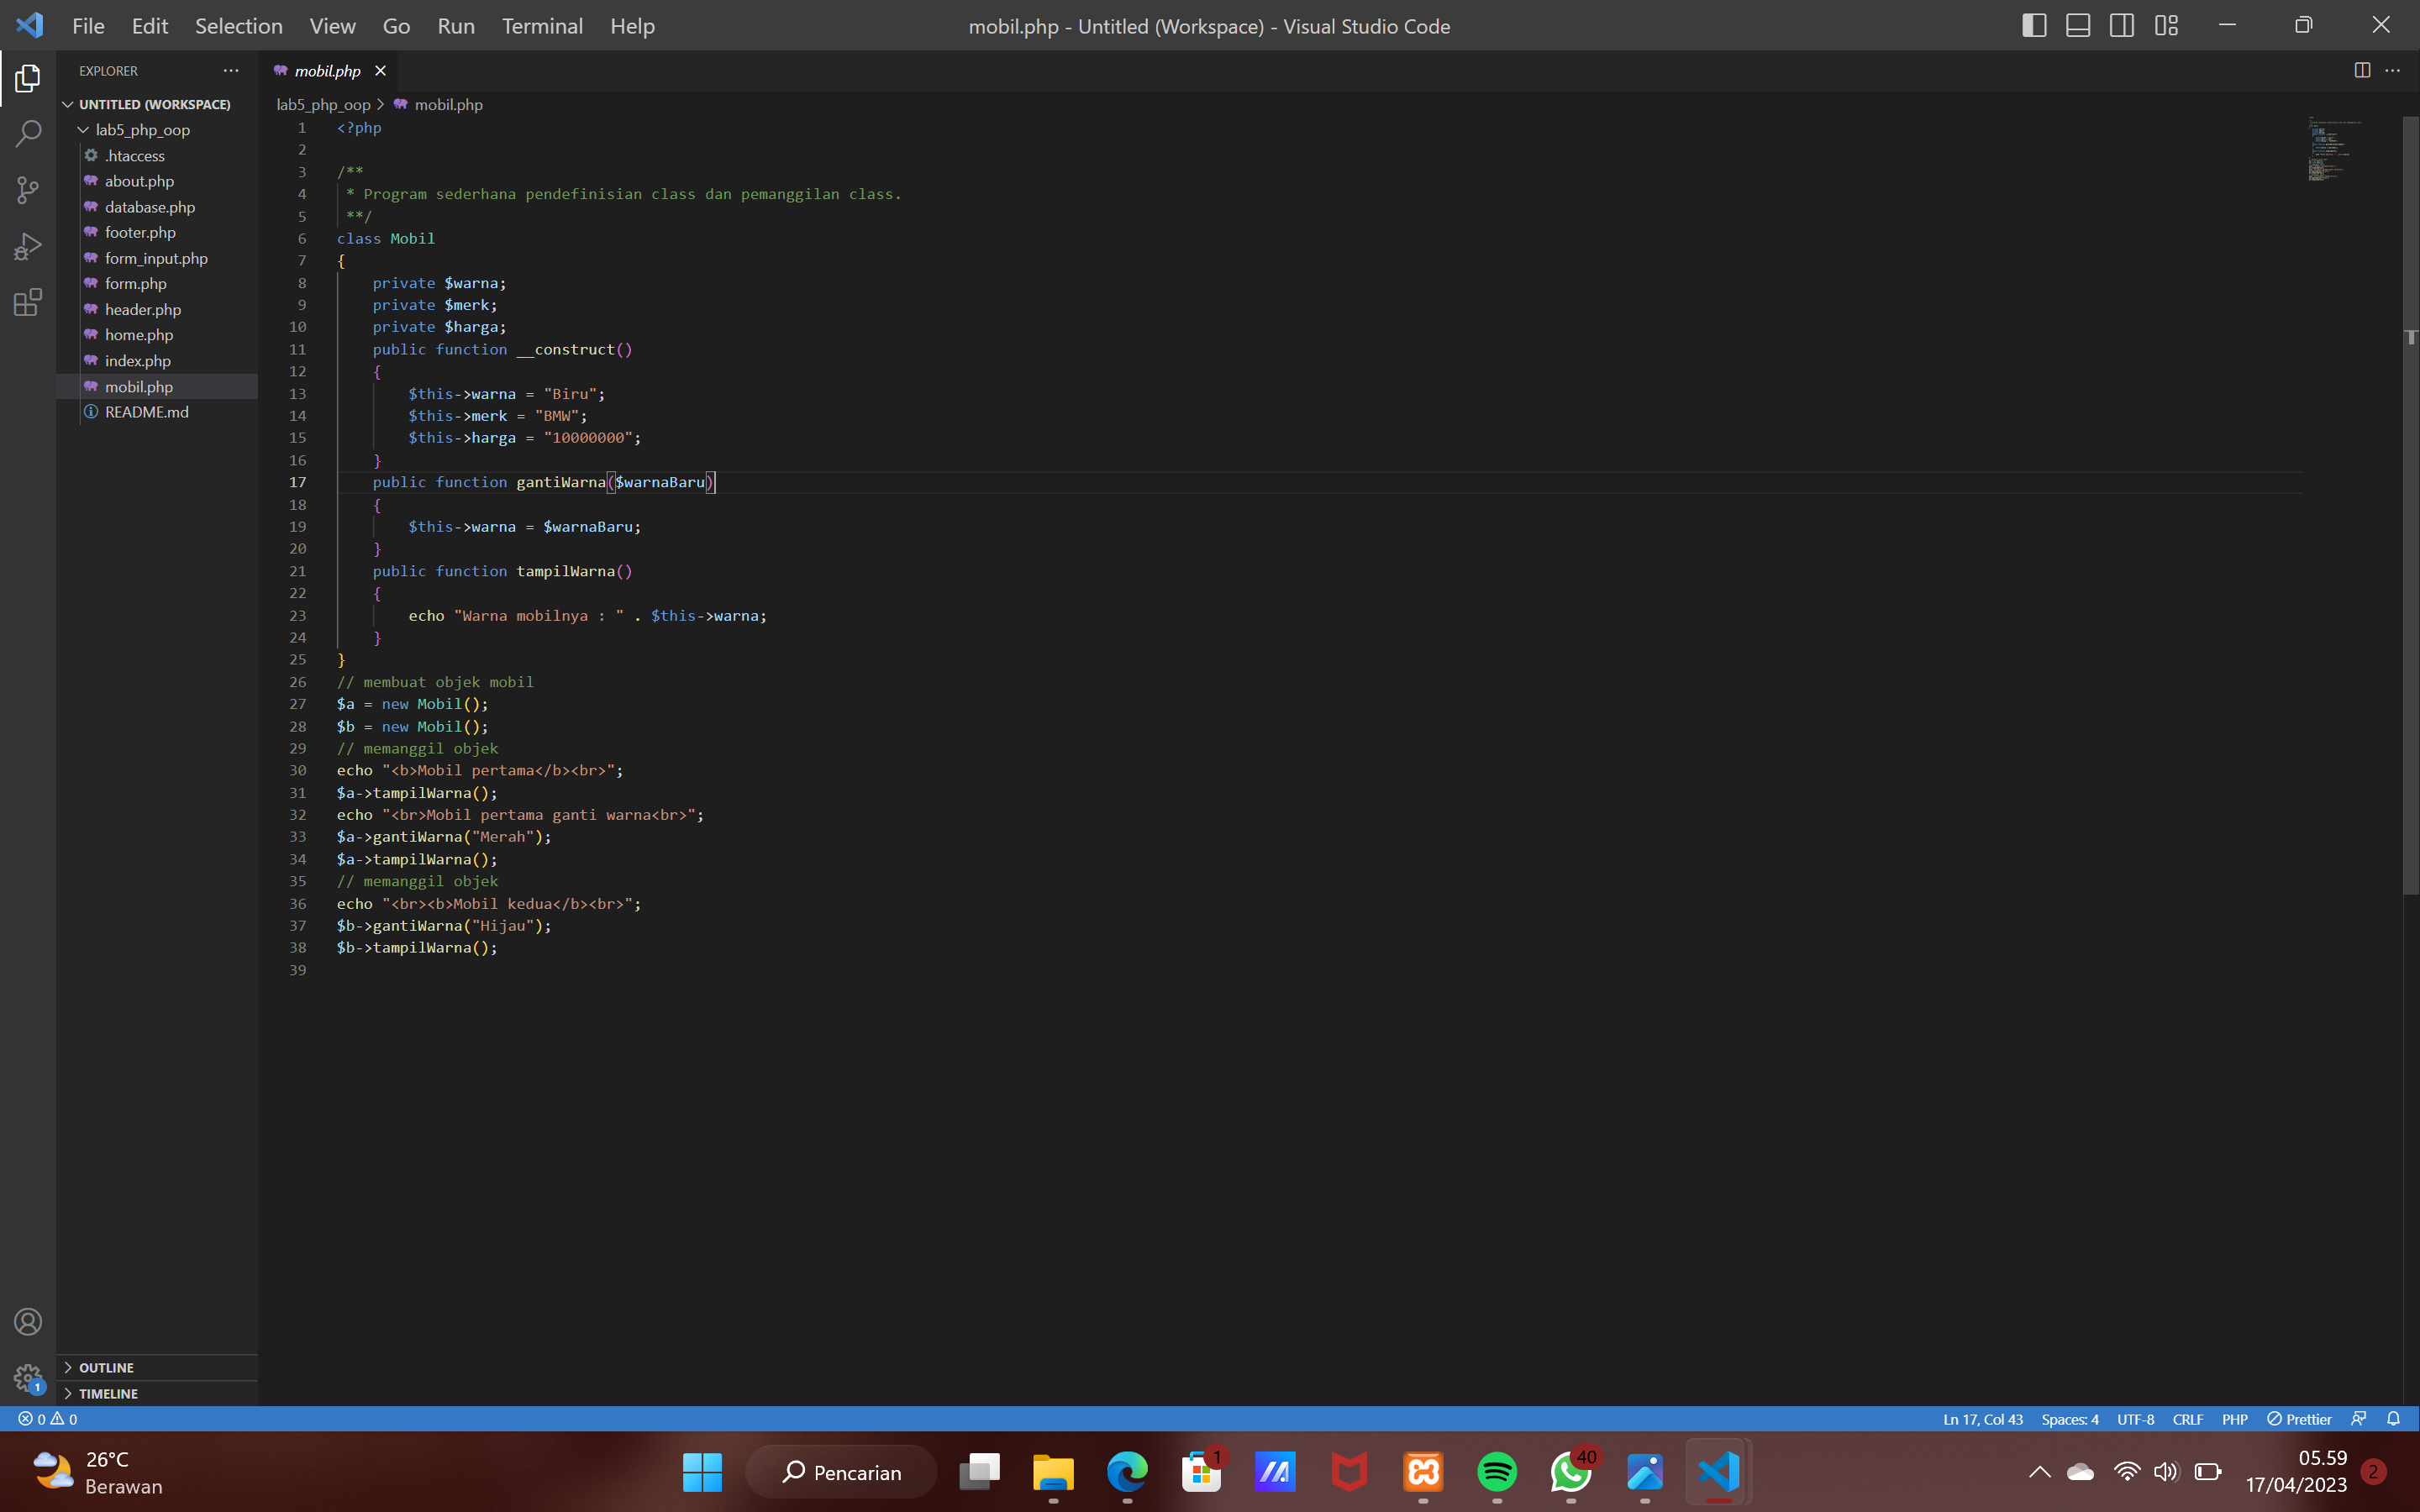 File Edit Selection View Go Run Terminal Help
mobil.php - Untitled (Workspace) - Visual Studio Code
EXPLORER
UNTITLED (WORKSPACE)
lab5_php_oop
.htaccess
about.php
database.php
footer.php
form_input.php
form.php
header.php
home.php
index.php
mobil.php
README.md
OUTLINE
TIMELINE
mobil.php
lab5_php_oop > mobil.php
1 <?php
2
3 /**
4  * Program sederhana pendefinisian class dan pemanggilan class.
5  **/
6 class Mobil
7 {
8     private $warna;
9     private $merk;
10     private $harga;
11     public function __construct()
12     {
13         $this->warna = "Biru";
14         $this->merk = "BMW";
15         $this->harga = "10000000";
16     }
17     public function gantiWarna($warnaBaru)
18     {
19         $this->warna = $warnaBaru;
20     }
21     public function tampilWarna()
22     {
23         echo "Warna mobilnya : " . $this->warna;
24     }
25 }
26 // membuat objek mobil
27 $a = new Mobil();
28 $b = new Mobil();
29 // memanggil objek
30 echo "<b>Mobil pertama</b><br>";
31 $a->tampilWarna();
32 echo "<br>Mobil pertama ganti warna<br>";
33 $a->gantiWarna("Merah");
34 $a->tampilWarna();
35 // memanggil objek
36 echo "<br><b>Mobil kedua</b><br>";
37 $b->gantiWarna("Hijau");
38 $b->tampilWarna();
39
1
0 0
Ln 17, Col 43 Spaces: 4 UTF-8 CRLF PHP Prettier
26°C
Berawan
Pencarian
1
40
05.59
17/04/2023
2